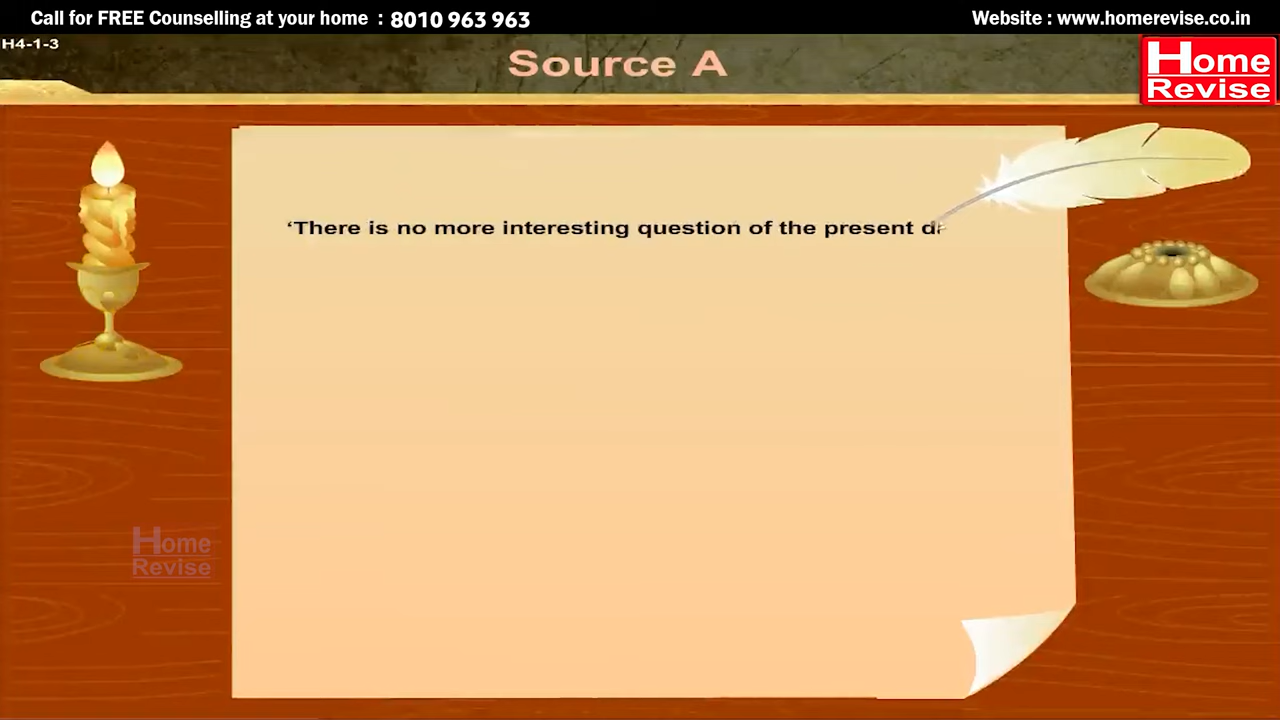 Call for FREE Counselling at your home : 8010 963 963
Website : www.homerevise.co.in
H4-1-3
Source A
Home
Revise
‘There is no more interesting question of the present
Home
Revise